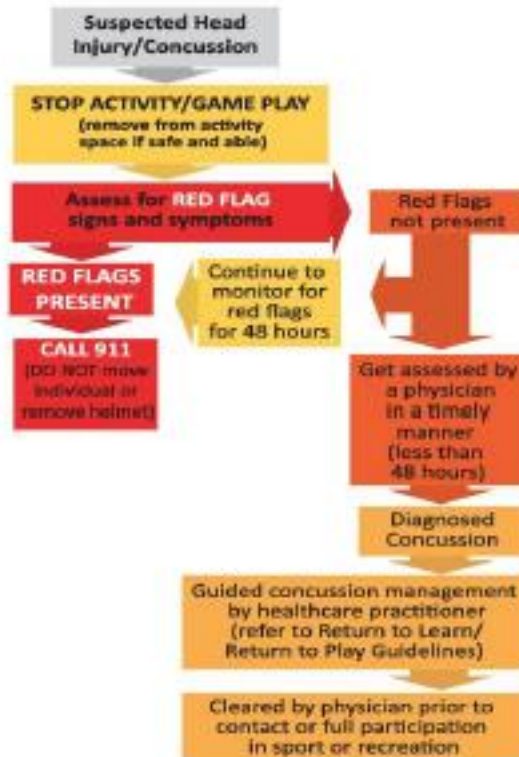 Suspected Head
Injury/Concussion
STOP ACTIVITY/GAME PLAY
(remove from activity
space if safe and able)
Assess for RED FLAG
signs and symptoms
Red Flags
not present
RED FLAGS
PRESENT
Continue to
monitor for
red flags
for 48 hours
CALL 911
(DO NOT move
individual or
remove helmet)
Get assessed by
a physician
in a timely
manner
(less than
48 hours)
Diagnosed
Concussion
Guided concussion management
by healthcare practitioner
(refer to Return to Learn/
Return to Play Guidelines)
Cleared by physician prior to
contact or full participation
in sport or recreation